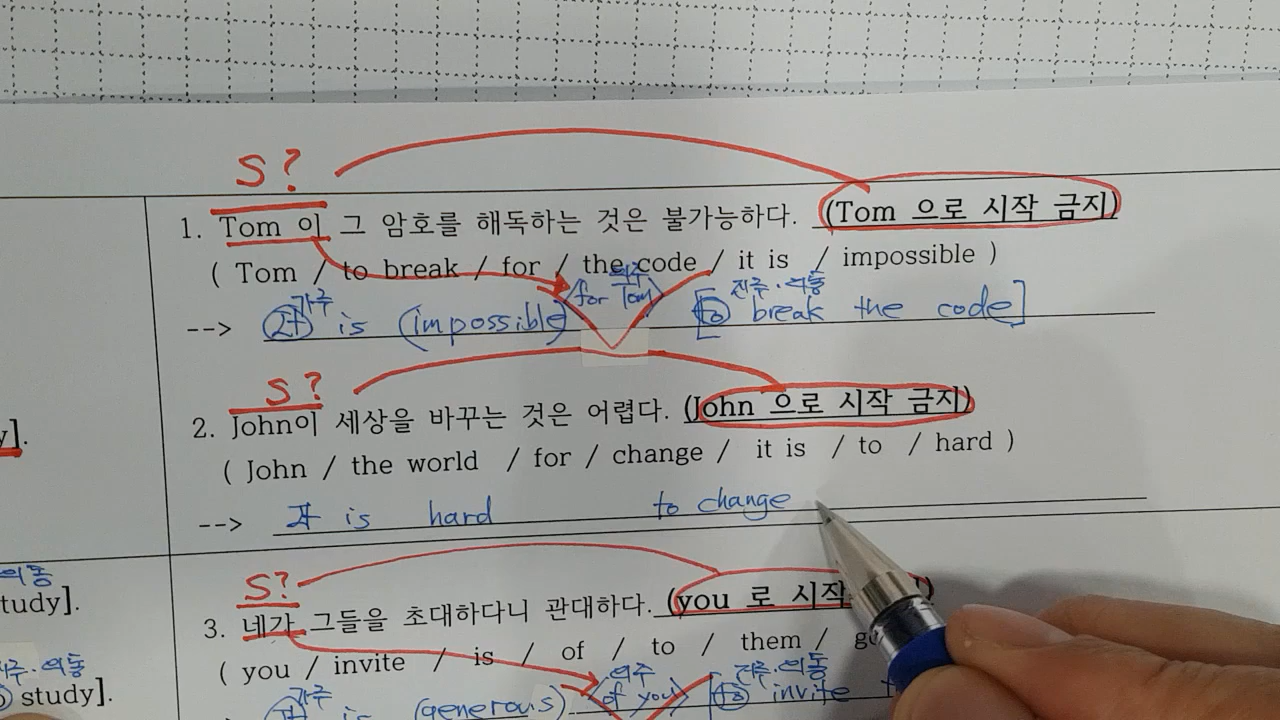 S?
1. Tom 이 그 암호를 해독하는 것은 불가능하다. (Tom 으로 시작 금지)
( Tom / to break / for / the code / it is / impossible )
가주 의주 진주·의동
--> It is (impossible) <for Tom> [to break the code]
S?
2. John이 세상을 바꾸는 것은 어렵다. (John 으로 시작 금지)
( John / the world / for / change / it is / to / hard )
--> It is hard to change
의동
tudy].
S?
3. 네가 그들을 초대하다니 관대하다. (you 로 시작
( you / invite / is / of / to / them /
study].
가주 의주 진주·의동
is (generous) <of you> [to invite